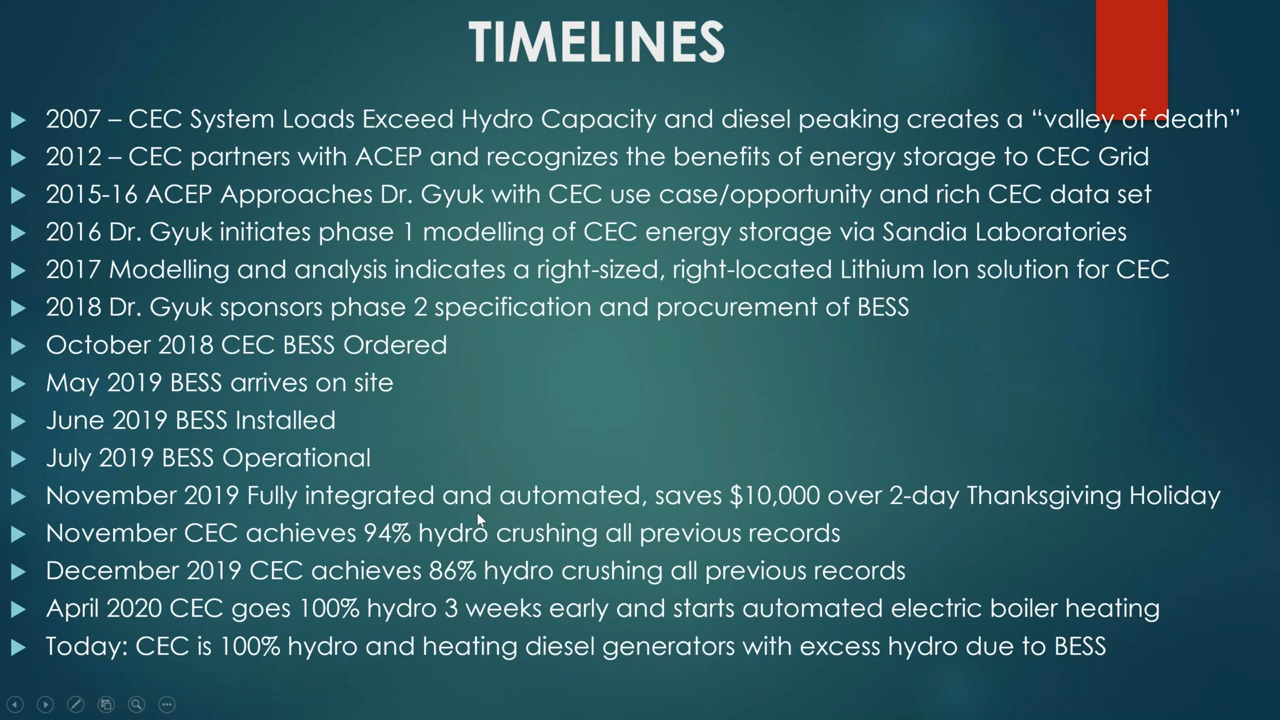 TIMELINES
2007 – CEC System Loads Exceed Hydro Capacity and diesel peaking creates a “valley of death”
2012 – CEC partners with ACEP and recognizes the benefits of energy storage to CEC Grid
2015-16 ACEP Approaches Dr. Gyuk with CEC use case/opportunity and rich CEC data set
2016 Dr. Gyuk initiates phase 1 modelling of CEC energy storage via Sandia Laboratories
2017 Modelling and analysis indicates a right-sized, right-located Lithium Ion solution for CEC
2018 Dr. Gyuk sponsors phase 2 specification and procurement of BESS
October 2018 CEC BESS Ordered
May 2019 BESS arrives on site
June 2019 BESS Installed
July 2019 BESS Operational
November 2019 Fully integrated and automated, saves $10,000 over 2-day Thanksgiving Holiday
November CEC achieves 94% hydro crushing all previous records
December 2019 CEC achieves 86% hydro crushing all previous records
April 2020 CEC goes 100% hydro 3 weeks early and starts automated electric boiler heating
Today: CEC is 100% hydro and heating diesel generators with excess hydro due to BESS